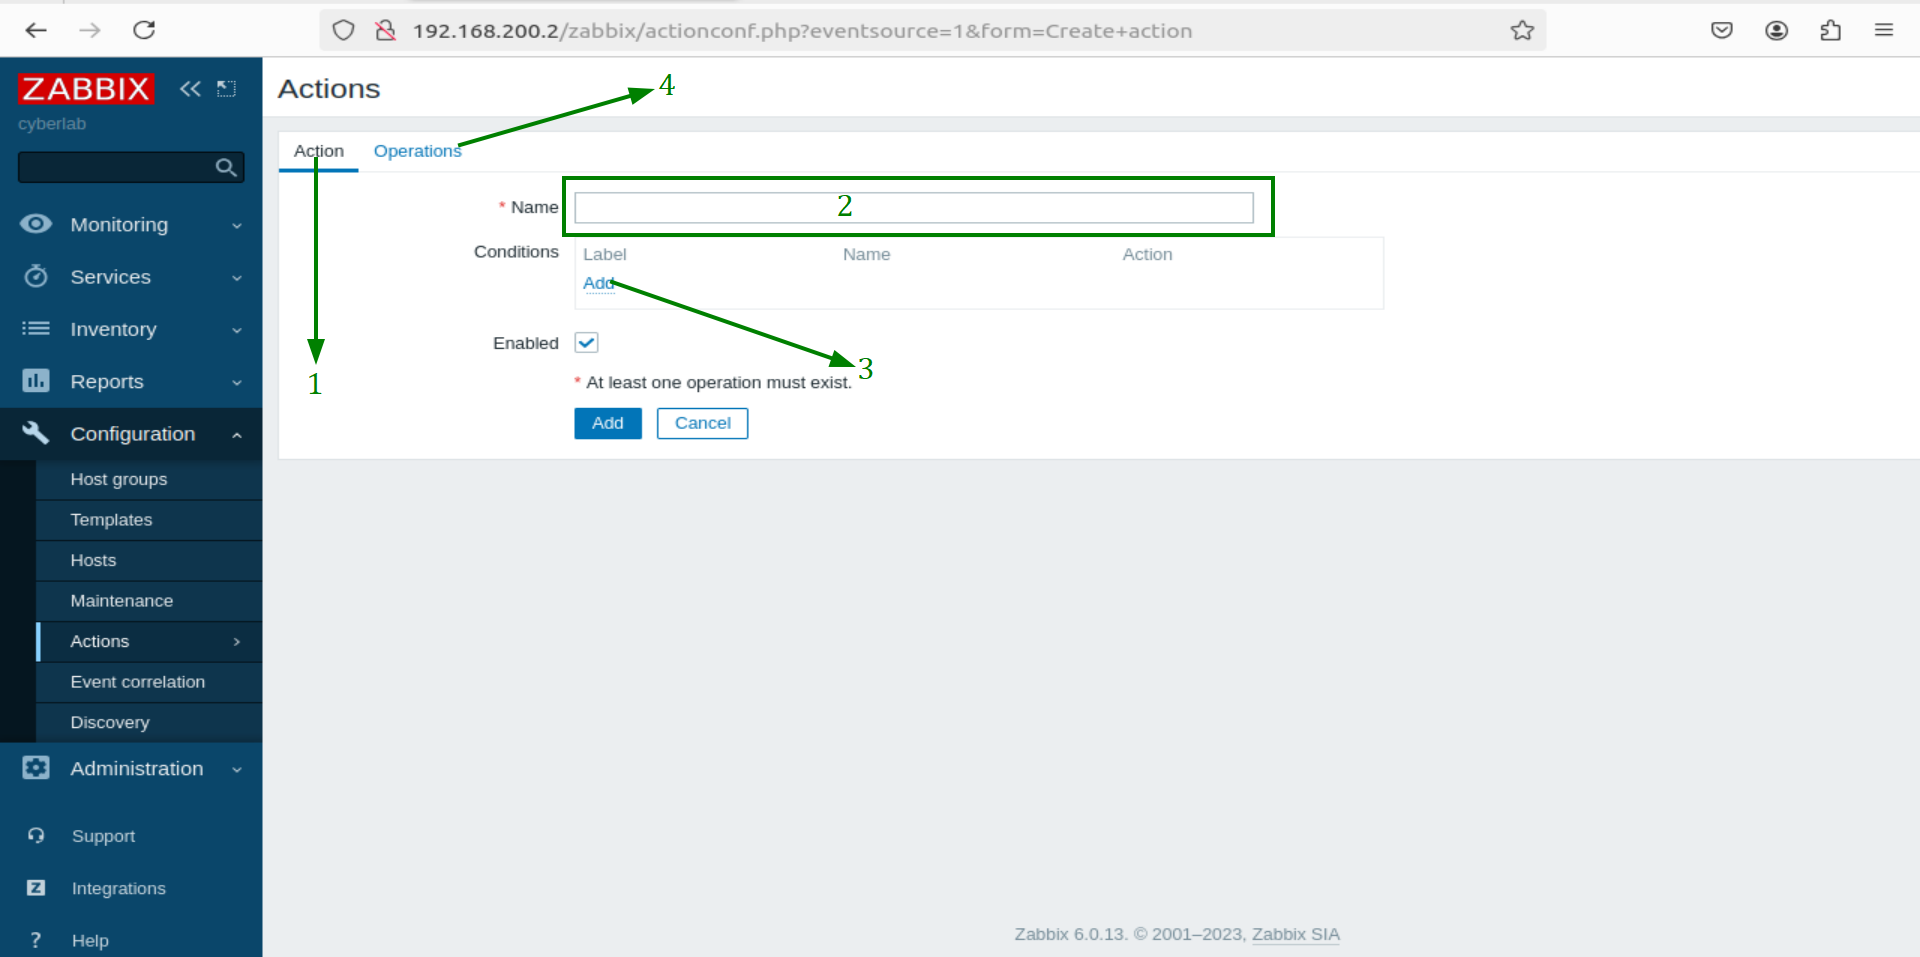 192.168.200.2/zabbix/actionconf.php?eventsource=1&form=Create+action
ZABBIX
cyberlab
Monitoring
Services
Inventory
Reports
Configuration
Host groups
Templates
Hosts
Maintenance
Actions
Event correlation
Discovery
Administration
Support
Integrations
? Help
Actions
4
Action Operations
* Name 2
Conditions Label Name Action
Add
Enabled
3
* At least one operation must exist.
1
Add Cancel
Zabbix 6.0.13. © 2001–2023, Zabbix SIA